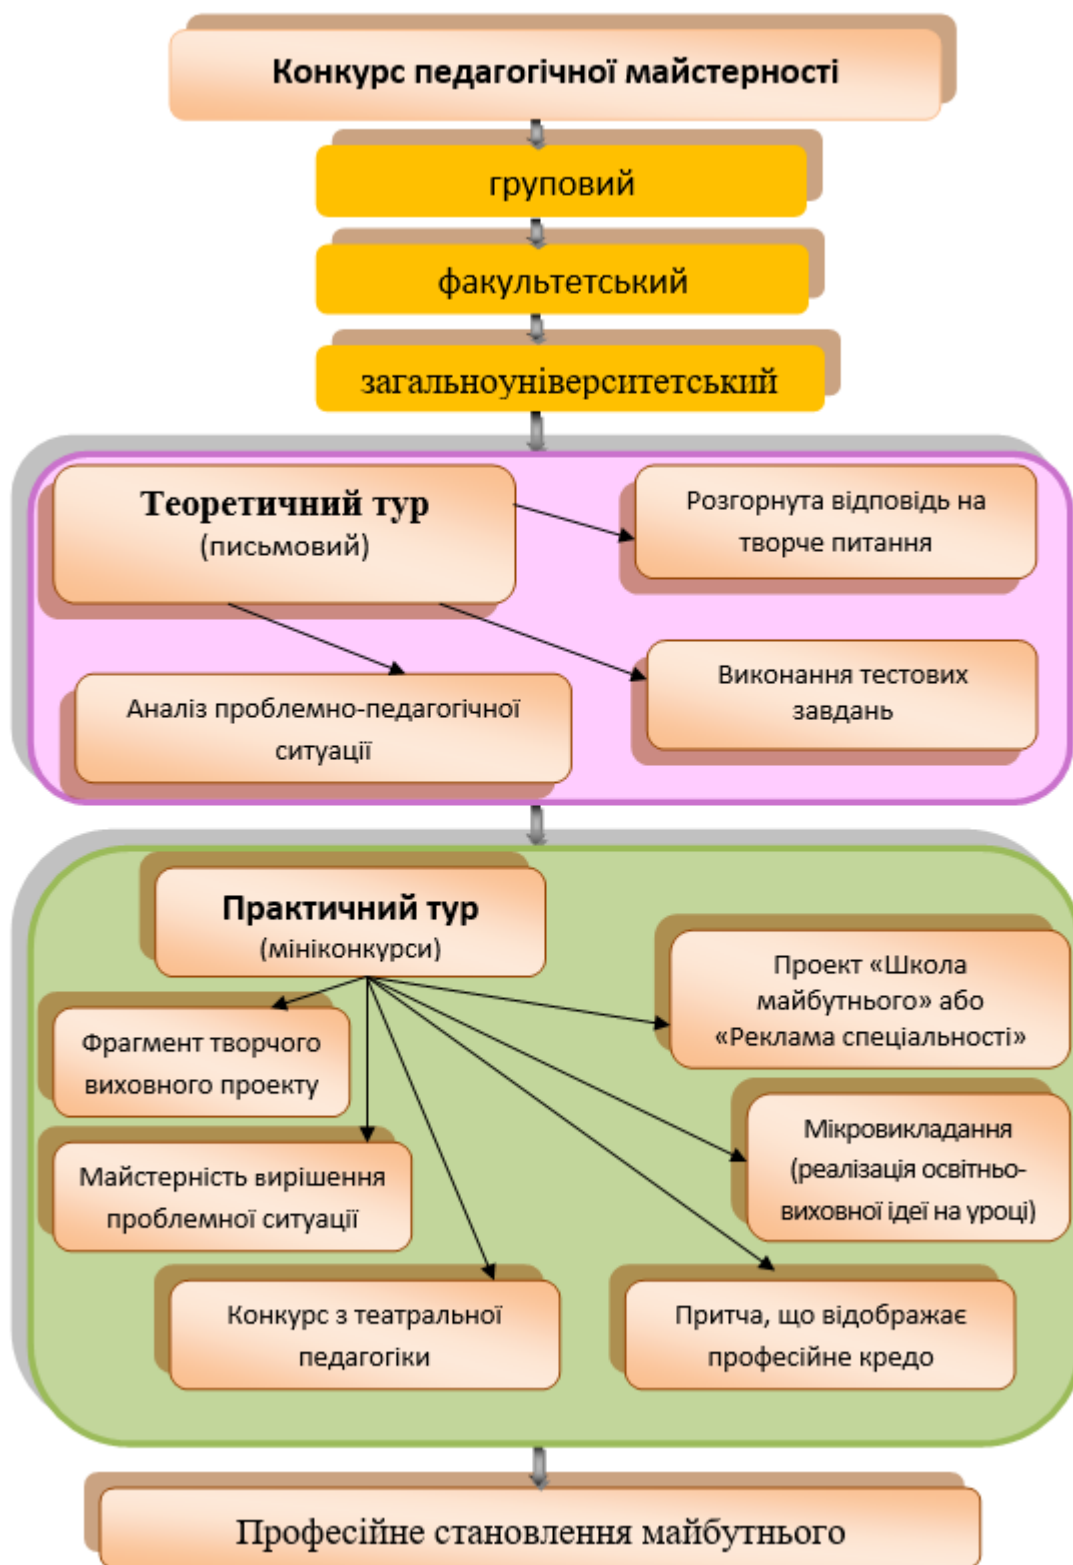 Конкурс педагогічної майстерності
груповий
факультетський
загальноуніверситетський
Теоретичний тур
(письмовий)
Розгорнута відповідь на
творче питання
Виконання тестових
завдань
Аналіз проблемно-педагогічної
ситуації
Практичний тур
(мініконкурси)
Проект «Школа
майбутнього» або
«Реклама спеціальності»
Фрагмент творчого
виховного проекту
Мікровикладання
(реалізація освітньо-
виховної ідеї на уроці)
Майстерність вирішення
проблемної ситуації
Конкурс з театральної
педагогіки
Притча, що відображає
професійне кредо
Професійне становлення майбутнього